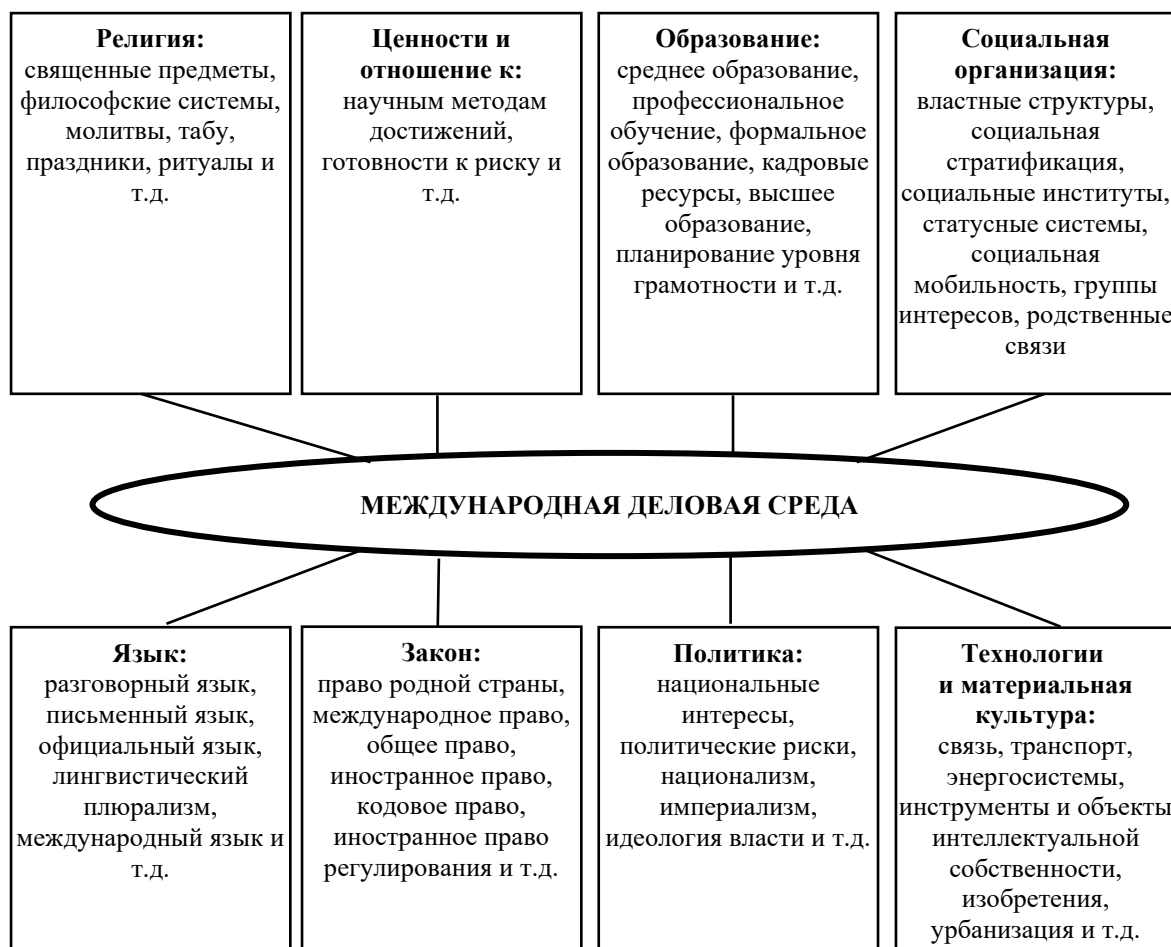 Религия:
священные предметы,
философские системы,
молитвы, табу,
праздники, ритуалы и
т.д.
Ценности и
отношение к:
научным методам
достижений,
готовности к риску и
т.д.
Образование:
среднее образование,
профессиональное
обучение, формальное
образование, кадровые
ресурсы, высшее
образование,
планирование уровня
грамотности и т.д.
Социальная
организация:
властные структуры,
социальная
стратификация,
социальные институты,
статусные системы,
социальная
мобильность, группы
интересов, родственные
связи
МЕЖДУНАРОДНАЯ ДЕЛОВАЯ СРЕДА
Язык:
разговорный язык,
письменный язык,
официальный язык,
лингвистический
плюрализм,
международный язык и
т.д.
Закон:
право родной страны,
международное право,
общее право,
иностранное право,
кодовое право,
иностранное право
регулирования и т.д.
Политика:
национальные
интересы,
политические риски,
национализм,
империализм,
идеология власти и т.д.
Технологии
и материальная
культура:
связь, транспорт,
энергосистемы,
инструменты и объекты
интеллектуальной
собственности,
изобретения,
урбанизация и т.д.